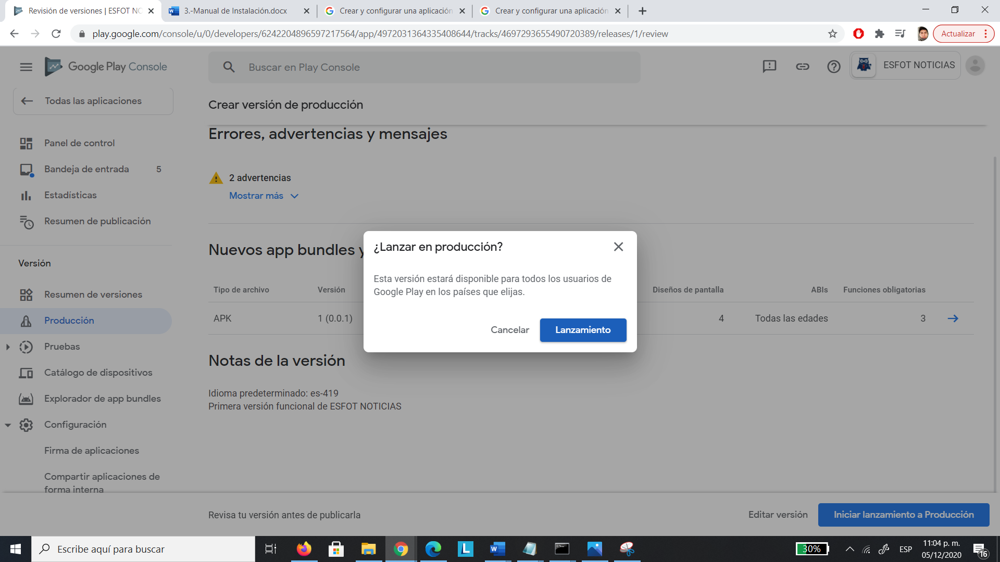 Revisión de versiones | ESFOT NO
3.-Manual de Instalación.docx
Crear y configurar una aplicación
Crear y configurar una aplicación
play.google.com/console/u/0/developers/6242204896597217564/app/4972031364335408644/tracks/4697293655490720389/releases/1/review
Actualizar
Google Play Console
Buscar en Play Console
ESFOT NOTICIAS
Todas las aplicaciones
Crear versión de producción
Panel de control
Bandeja de entrada 5
Estadísticas
Resumen de publicación
Versión
Resumen de versiones
Producción
Pruebas
Catálogo de dispositivos
Explorador de app bundles
Configuración
Firma de aplicaciones
Compartir aplicaciones de
forma interna
Errores, advertencias y mensajes
2 advertencias
Mostrar más
Nuevos app bundles y
Tipo de archivo Versión Diseños de pantalla ABIs Funciones obligatorias
APK 1 (0.0.1) 4 Todas las edades 3
¿Lanzar en producción?
Esta versión estará disponible para todos los usuarios de
Google Play en los países que elijas.
Cancelar Lanzamiento
Notas de la versión
Idioma predeterminado: es-419
Primera versión funcional de ESFOT NOTICIAS
Revisa tu versión antes de publicarla
Editar versión Iniciar lanzamiento a Producción
Escribe aquí para buscar
L
W
30%
ESP
11:04 p. m.
05/12/2020
16